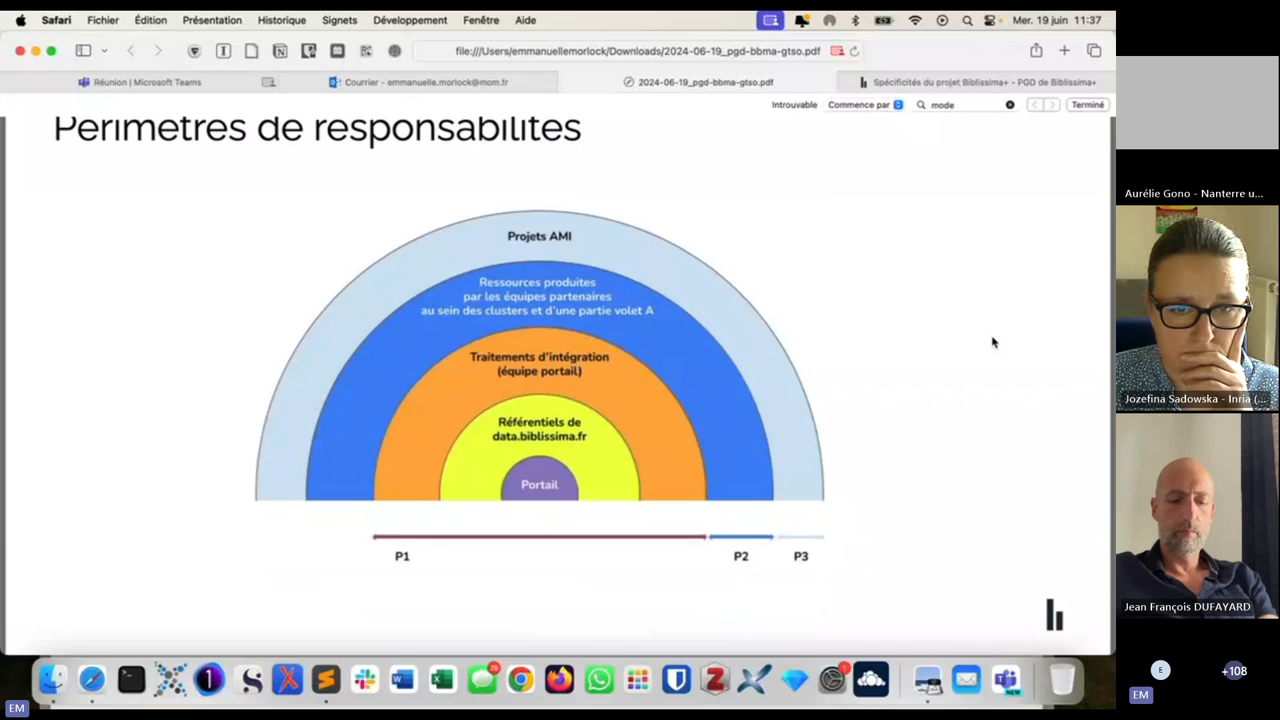 Safari Fichier Édition Présentation Historique Signets Développement Fenêtre Aide Mer. 19 juin 11:37
file:///Users/emmanuellemorlock/Downloads/2024-06-19_pgd-bbma-gtso.pdf
Réunion | Microsoft Teams Courrier - emmanuelle.morlock@mom.fr 2024-06-19_pgd-bbma-gtso.pdf Spécificités du projet Biblissima+ - PGD de Biblissima+
Introuvable Commence par mode Terminé
Périmètres de responsabilités
Projets AMI
Ressources produites
par les équipes partenaires
au sein des clusters et d'une partie volet A
Traitements d'intégration
(équipe portail)
Référentiels de
data.biblissima.fr
Portail
P1 P2 P3
Aurélie Gono - Nanterre u...
Jozefina Sadowska - Inria (...
Jean François DUFAYARD
E +108
EM
EM
NEW